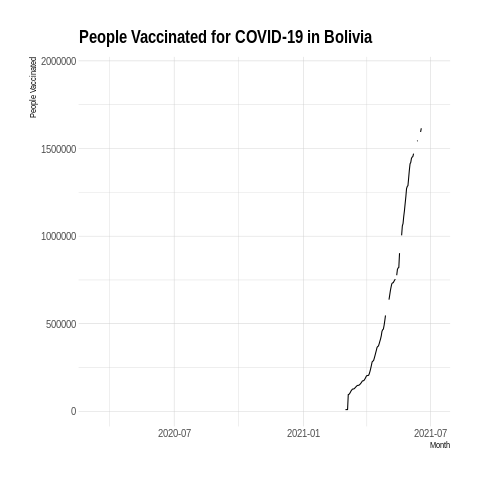 People Vaccinated for COVID-19 in Bolivia
People Vaccinated
2000000
1500000
1000000
500000
0
2020-07
2021-01
2021-07
Month